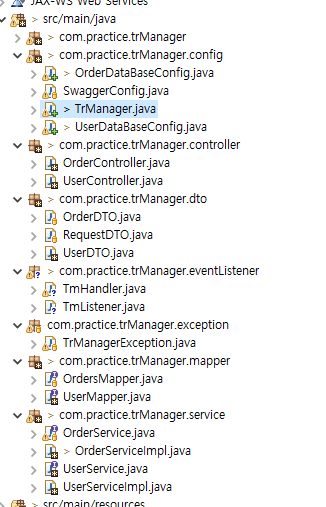 JAX-WS Web Services
src/main/java
> com.practice.trManager
> com.practice.trManager.config
> OrderDataBaseConfig.java
SwaggerConfig.java
> TrManager.java
> UserDataBaseConfig.java
> com.practice.trManager.controller
OrderController.java
UserController.java
> com.practice.trManager.dto
OrderDTO.java
RequestDTO.java
UserDTO.java
> com.practice.trManager.eventListener
TmHandler.java
TmListener.java
com.practice.trManager.exception
TrManagerException.java
> com.practice.trManager.mapper
OrdersMapper.java
UserMapper.java
> com.practice.trManager.service
OrderService.java
> OrderServiceImpl.java
UserService.java
UserServiceImpl.java
src/main/resources